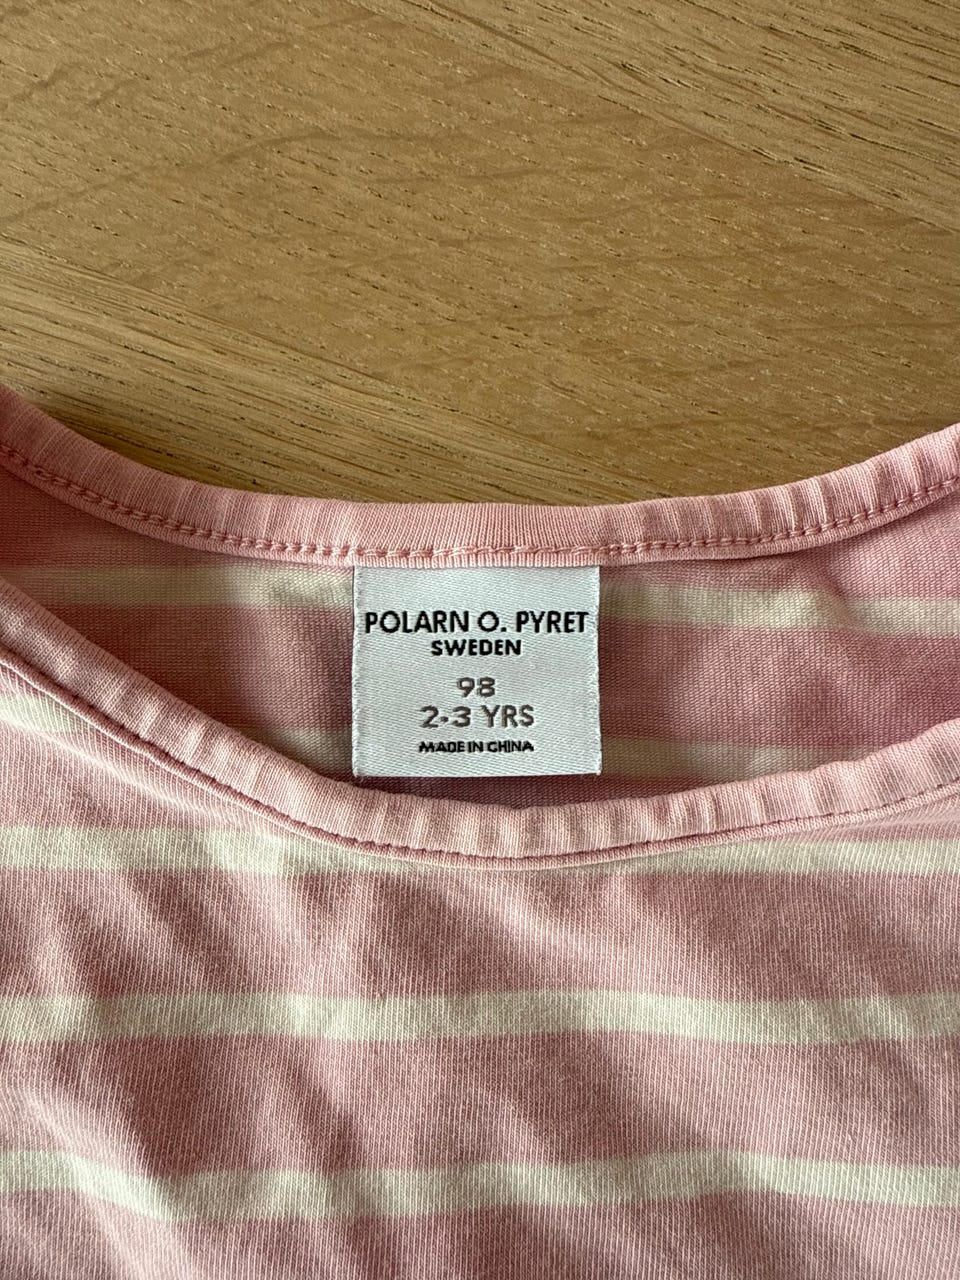 POLARN O. PYRET
SWEDEN
98
2-3 YRS
MADE IN CHINA